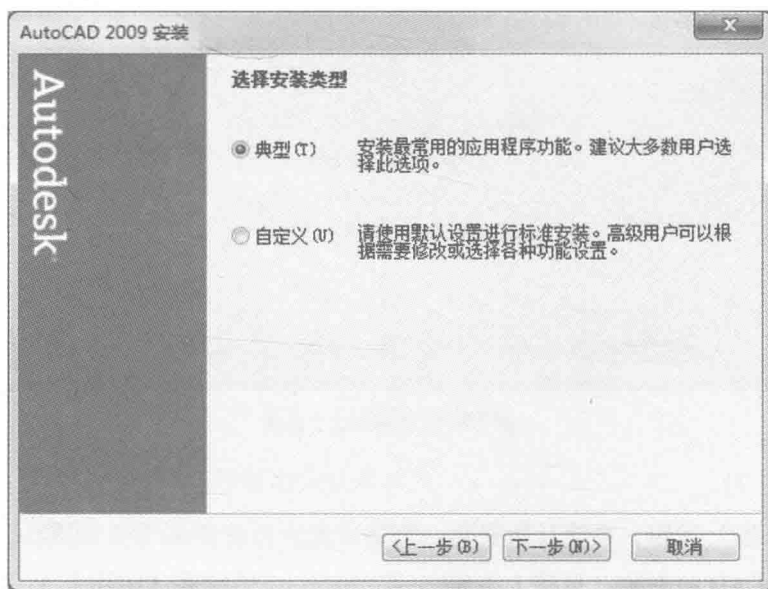 AutoCAD 2009 安装
Autodesk
选择安装类型
典型(T)
安装最常用的应用程序功能。建议大多数用户选
择此选项。
自定义(U)
请使用默认设置进行标准安装。高级用户可以根
据需要修改或选择各种功能设置。
<上一步(B)
下一步(N)>
取消